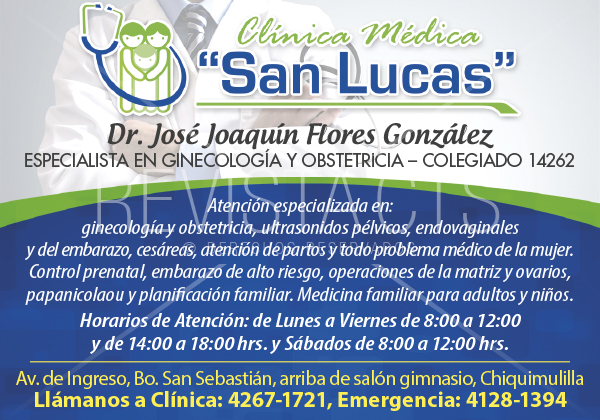 Clínica Médica
"San Lucas"
Dr. José Joaquín Flores González
ESPECIALISTA EN GINECOLOGÍA Y OBSTETRICIA – COLEGIADO 14262
REVISTACTS
© DERECHOS RESERVADOS
Atención especializada en:
ginecología y obstetricia, ultrasonidos pélvicos, endovaginales
y del embarazo, cesáreas, atención de partos y todo problema médico de la mujer.
Control prenatal, embarazo de alto riesgo, operaciones de la matriz y ovarios,
papanicolaou y planificación familiar. Medicina familiar para adultos y niños.
Horarios de Atención: de Lunes a Viernes de 8:00 a 12:00
y de 14:00 a 18:00 hrs. y Sábados de 8:00 a 12:00 hrs.
Av. de Ingreso, Bo. San Sebastián, arriba de salón gimnasio, Chiquimulilla
Llámanos a Clínica: 4267-1721, Emergencia: 4128-1394